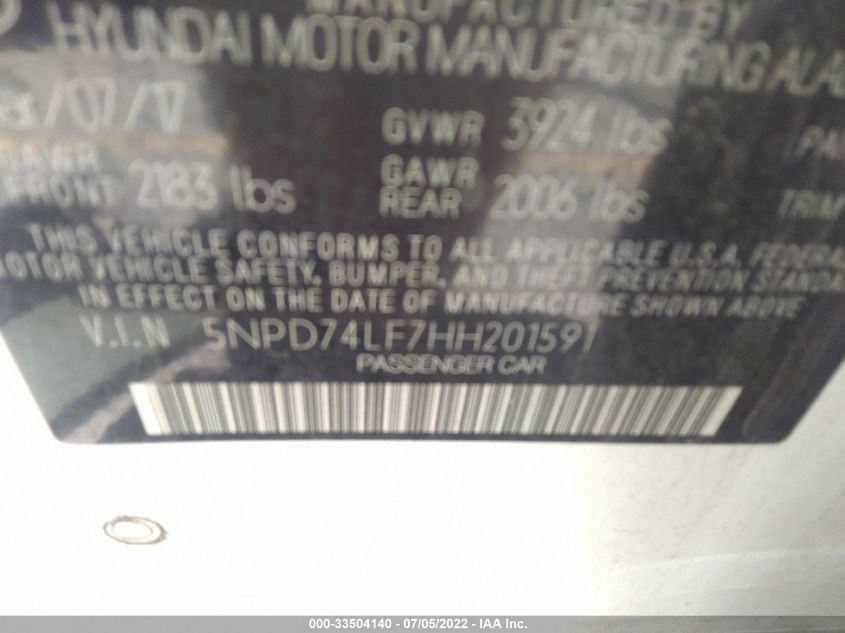 MANUFACTURED BY
HYUNDAI MOTOR MANUFACTURING ALA
/07/17 GVWR 3924 lbs
GAWR FRONT 2183 lbs GAWR REAR 2006 lbs TRIM
THIS VEHICLE CONFORMS TO ALL APPLICABLE U.S.A. FEDERAL
MOTOR VEHICLE SAFETY, BUMPER, AND THEFT PREVENTION STANDA
IN EFFECT ON THE DATE OF MANUFACTURE SHOWN ABOVE
V.I.N 5NPD74LF7HH201591
PASSENGER CAR
000-33504140 - 07/05/2022 - IAA Inc.